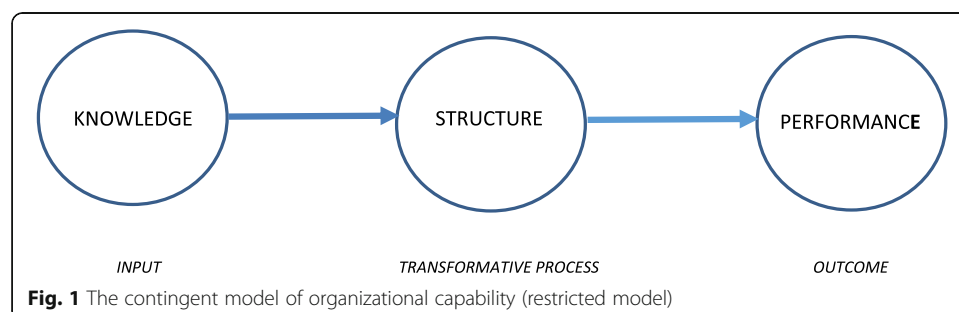 KNOWLEDGE STRUCTURE PERFORMANCE
INPUT TRANSFORMATIVE PROCESS OUTCOME
Fig. 1 The contingent model of organizational capability (restricted model)